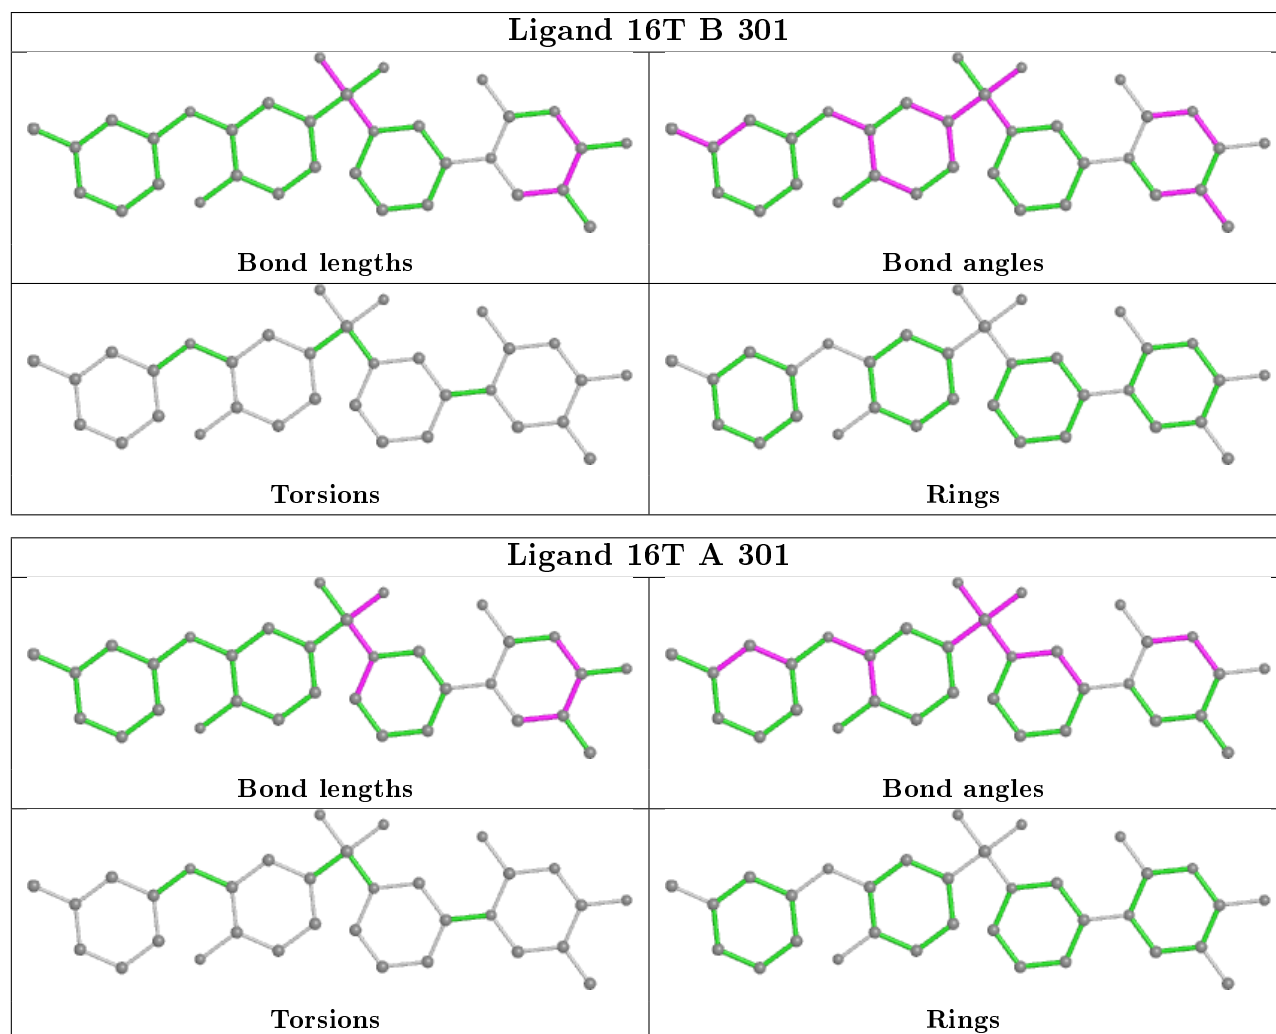 Ligand 16T B 301
Bond lengths
Bond angles
Torsions
Rings
Ligand 16T A 301
Bond lengths
Bond angles
Torsions
Rings